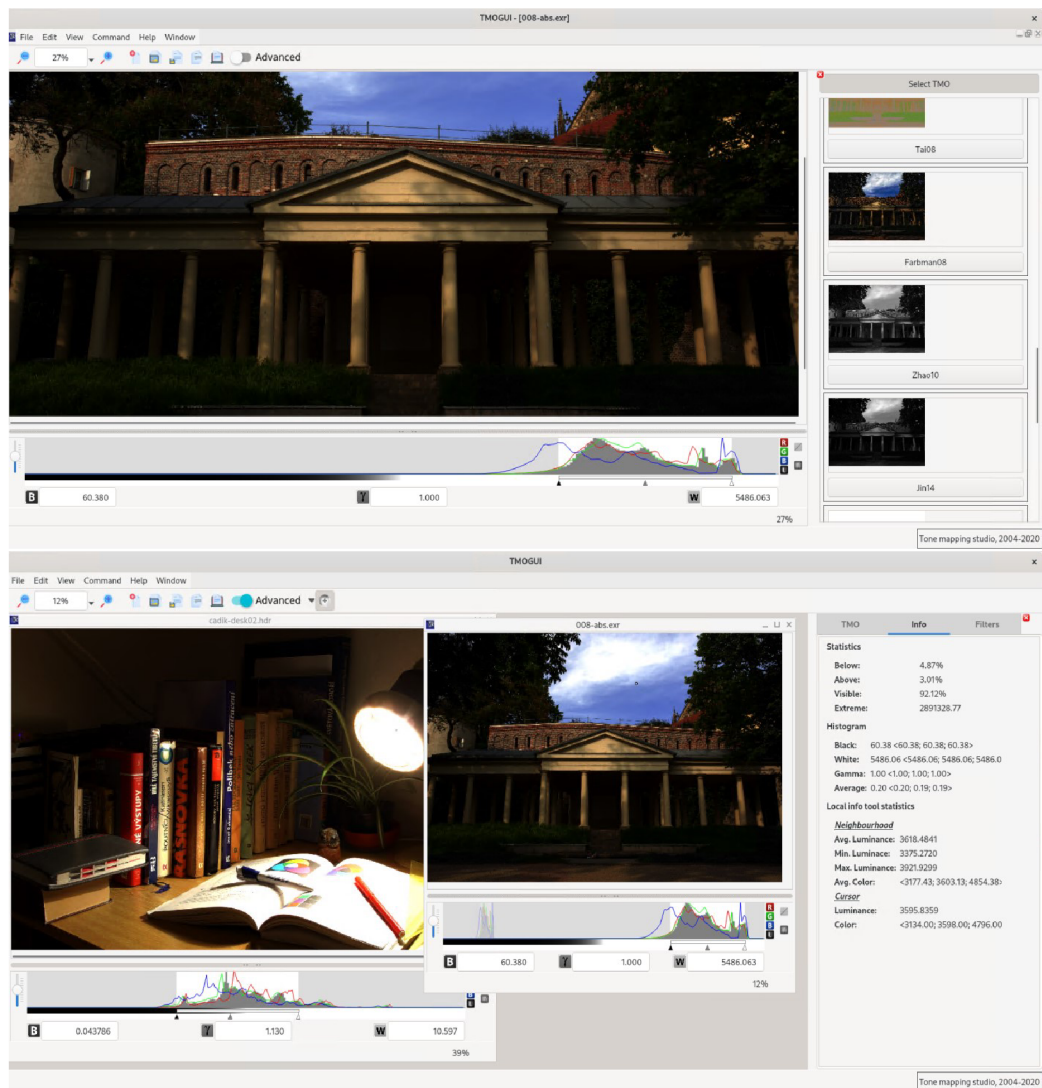 TMOGUI - [008-abs.exr]
File Edit View Command Help Window
27% Advanced
Select TMO
Tal08
Farbman08
Zhao10
Jin14
R
G
B
L
B 60.380 γ 1.000 W 5486.063
27%
Tone mapping studio, 2004-2020
TMOGUI
File Edit View Command Help Window
12% Advanced
cadik-desk02.hdr
008-abs.exr
TMO Info Filters
Statistics
Below: 4.87%
Above: 3.01%
Visible: 92.12%
Extreme: 2891328.77
Histogram
Black: 60.38 <60.38; 60.38; 60.38>
White: 5486.06 <5486.06; 5486.06; 5486.0
Gamma: 1.00 <1.00; 1.00; 1.00>
Average: 0.20 <0.20; 0.19; 0.19>
Local info tool statistics
Neighbourhood
Avg. Luminance: 3618.4841
Min. Luminace: 3375.2720
Max. Luminance: 3921.9299
Avg. Color: <3177.43; 3603.13; 4854.38>
Cursor
Luminance: 3595.8359
Color: <3134.00; 3598.00; 4796.00
KRASNOVKA
R
G
B
L
B 60.380 γ 1.000 W 5486.063
12%
B 0.043786 γ 1.130 W 10.597
39%
Tone mapping studio, 2004-2020